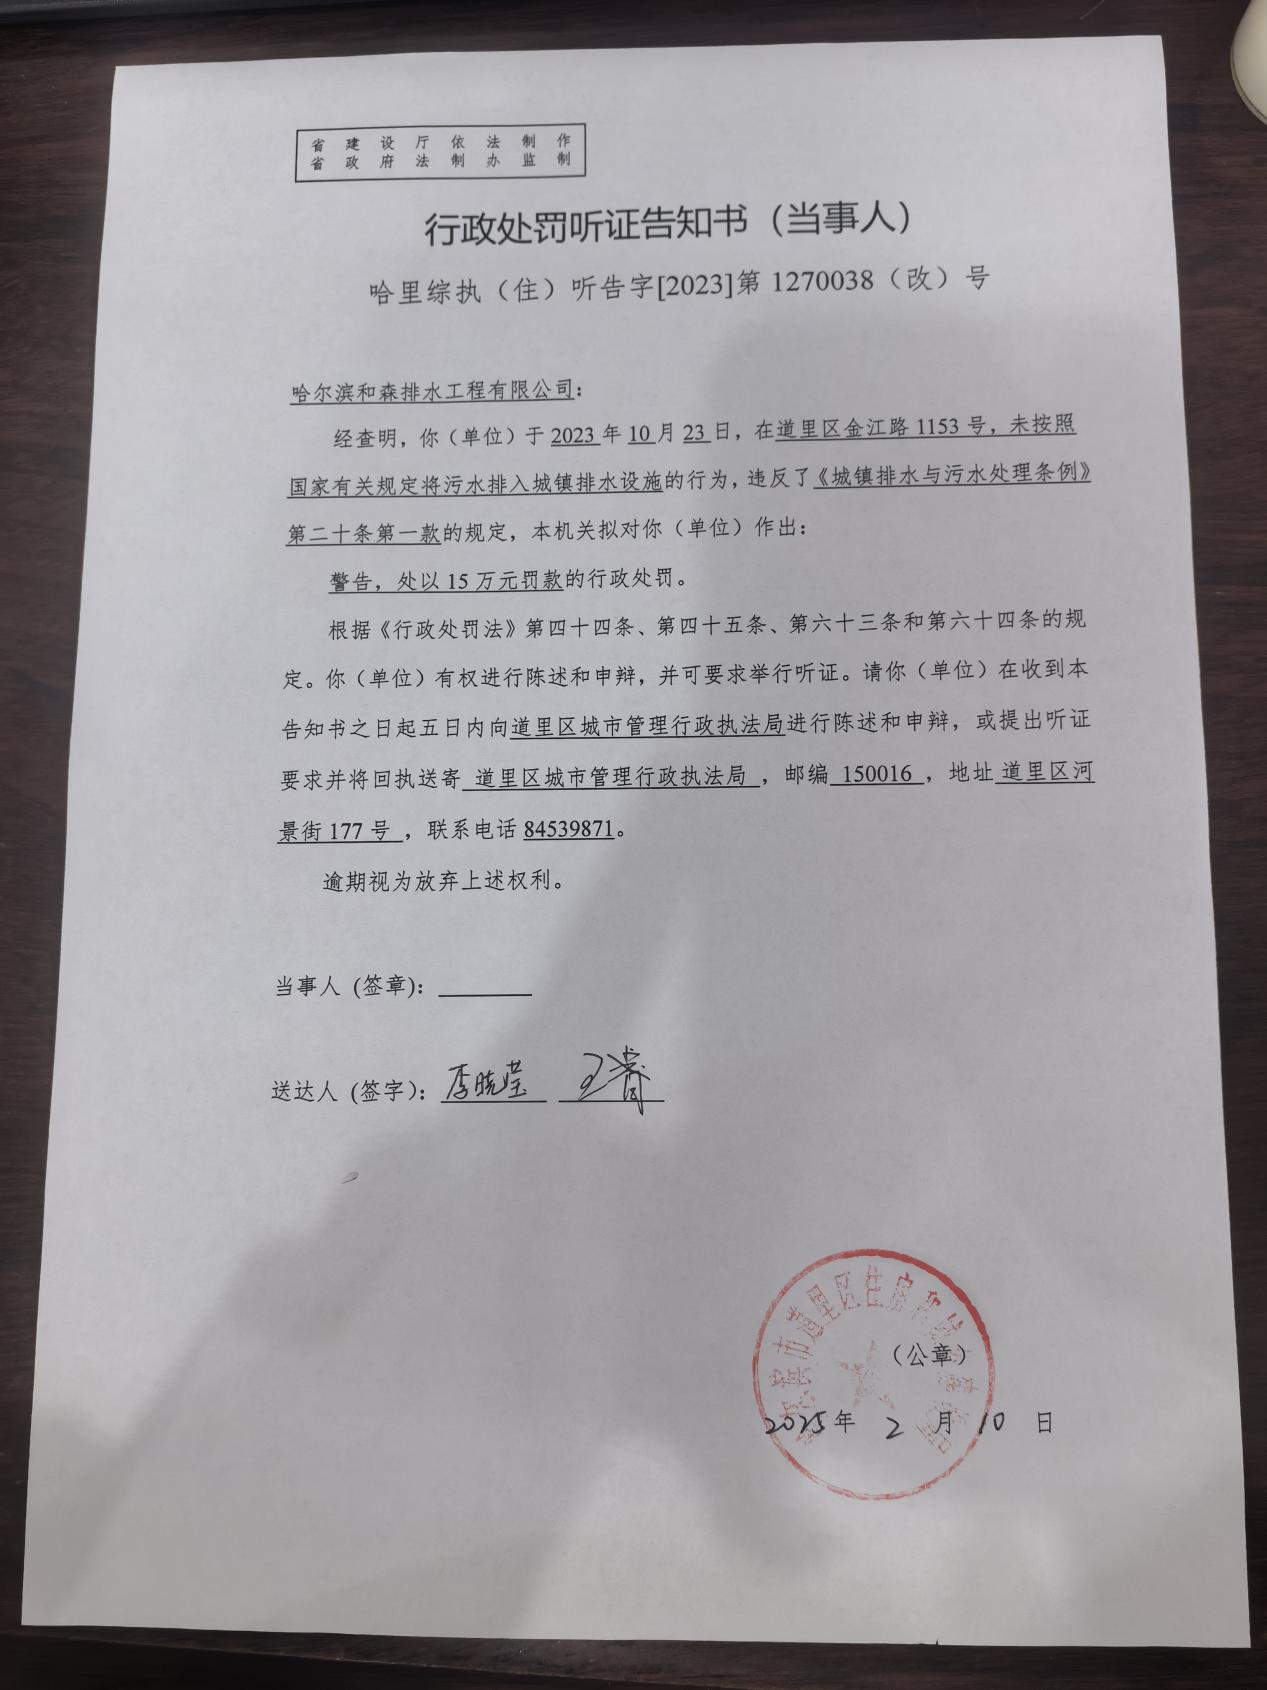 省建设厅依法制作
省政府法制办监制
行政处罚听证告知书（当事人）
哈里综执（住）听告字[2023]第 1270038（改）号
哈尔滨和森排水工程有限公司：
经查明，你（单位）于 2023 年 10 月 23 日，在道里区金江路 1153 号，未按照
国家有关规定将污水排入城镇排水设施的行为，违反了《城镇排水与污水处理条例》
第二十条第一款的规定，本机关拟对你（单位）作出：
警告，处以 15 万元罚款的行政处罚。
根据《行政处罚法》第四十四条、第四十五条、第六十三条和第六十四条的规
定。你（单位）有权进行陈述和申辩，并可要求举行听证。请你（单位）在收到本
告知书之日起五日内向道里区城市管理行政执法局进行陈述和申辩，或提出听证
要求并将回执送寄 道里区城市管理行政执法局 ，邮编 150016 ，地址 道里区河
景街 177 号 ，联系电话 84539871。
逾期视为放弃上述权利。
当事人 (签章)：
送达人 (签字)：李晓莹 王
市道里区住房和
（公章）
2025年 2 月 10 日